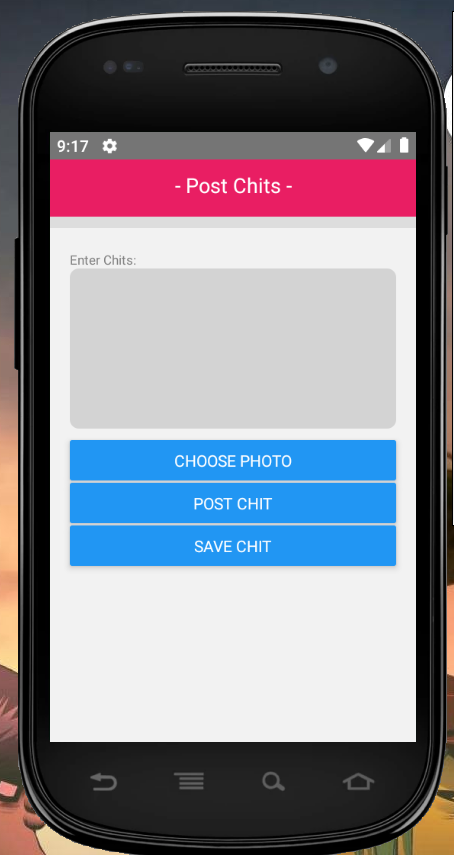 9:17
- Post Chits -
Enter Chits:
CHOOSE PHOTO
POST CHIT
SAVE CHIT